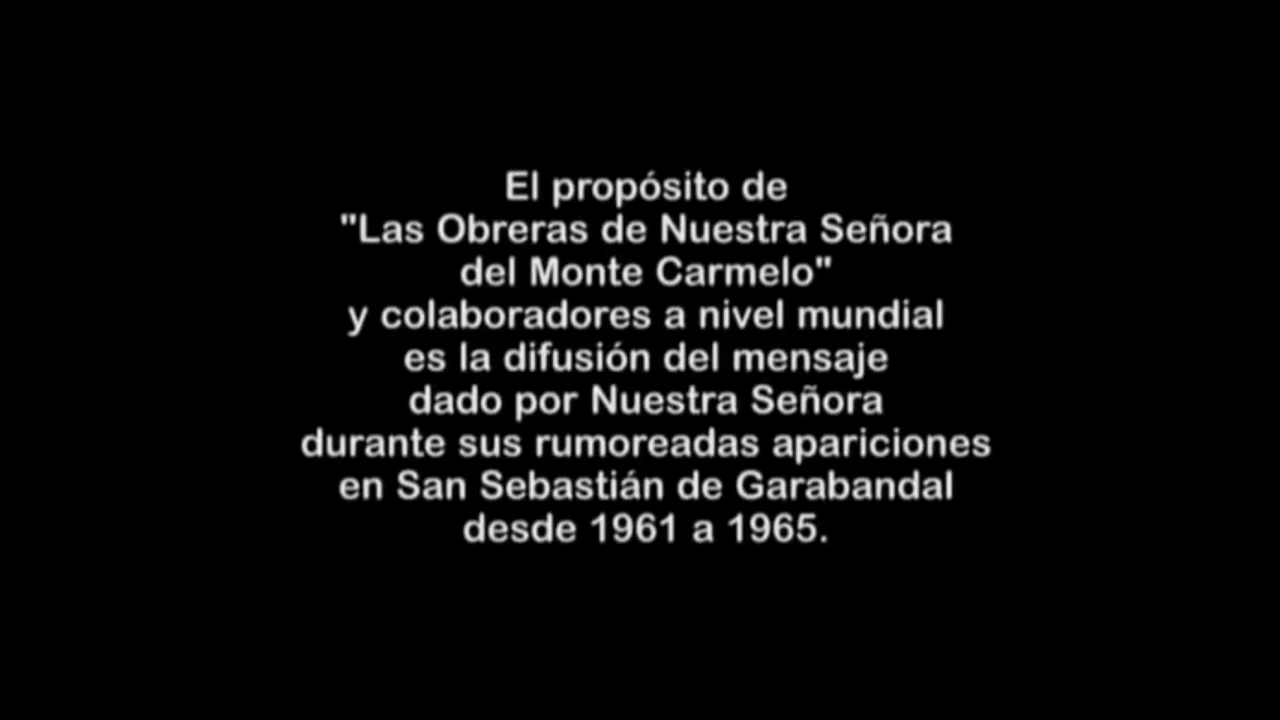 El propósito de
"Las Obreras de Nuestra Señora
del Monte Carmelo"
y colaboradores a nivel mundial
es la difusión del mensaje
dado por Nuestra Señora
durante sus rumoreadas apariciones
en San Sebastián de Garabandal
desde 1961 a 1965.